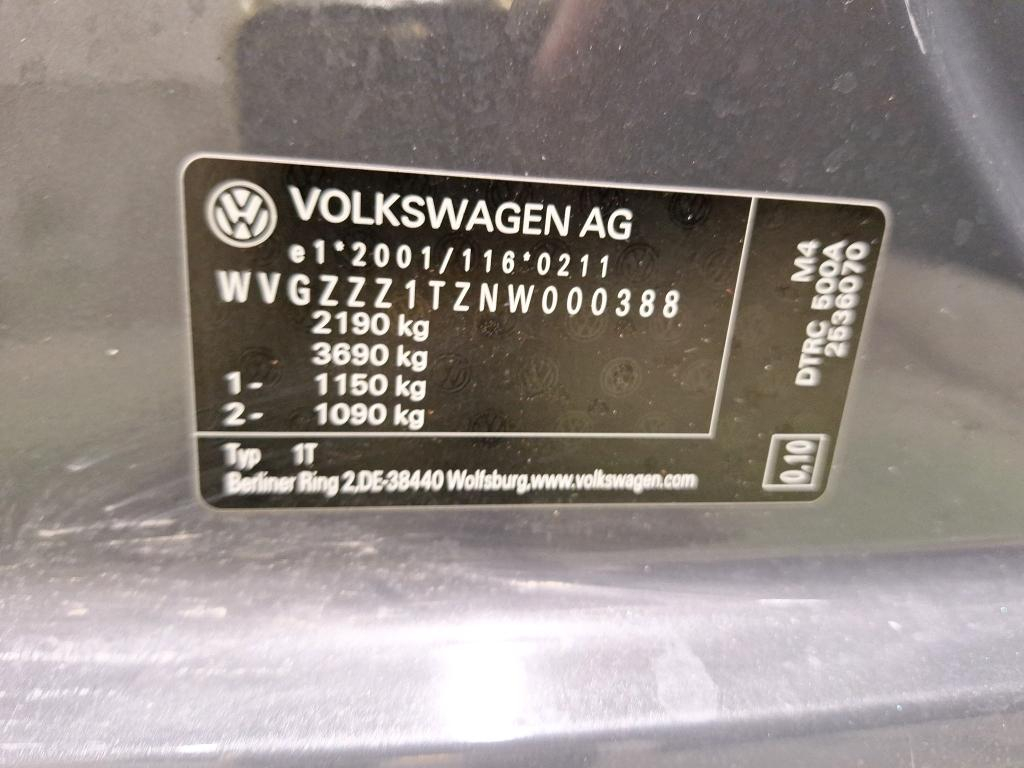 VOLKSWAGEN AG
e1*2001/116*0211
WVGZZZ1TZNW000388
2190 kg
3690 kg
1- 1150 kg
2- 1090 kg
Typ 1T
Berliner Ring 2,DE-38440 Wolfsburg,www.volkswagen.com
M4
DTRC 500A
2536070
0,10